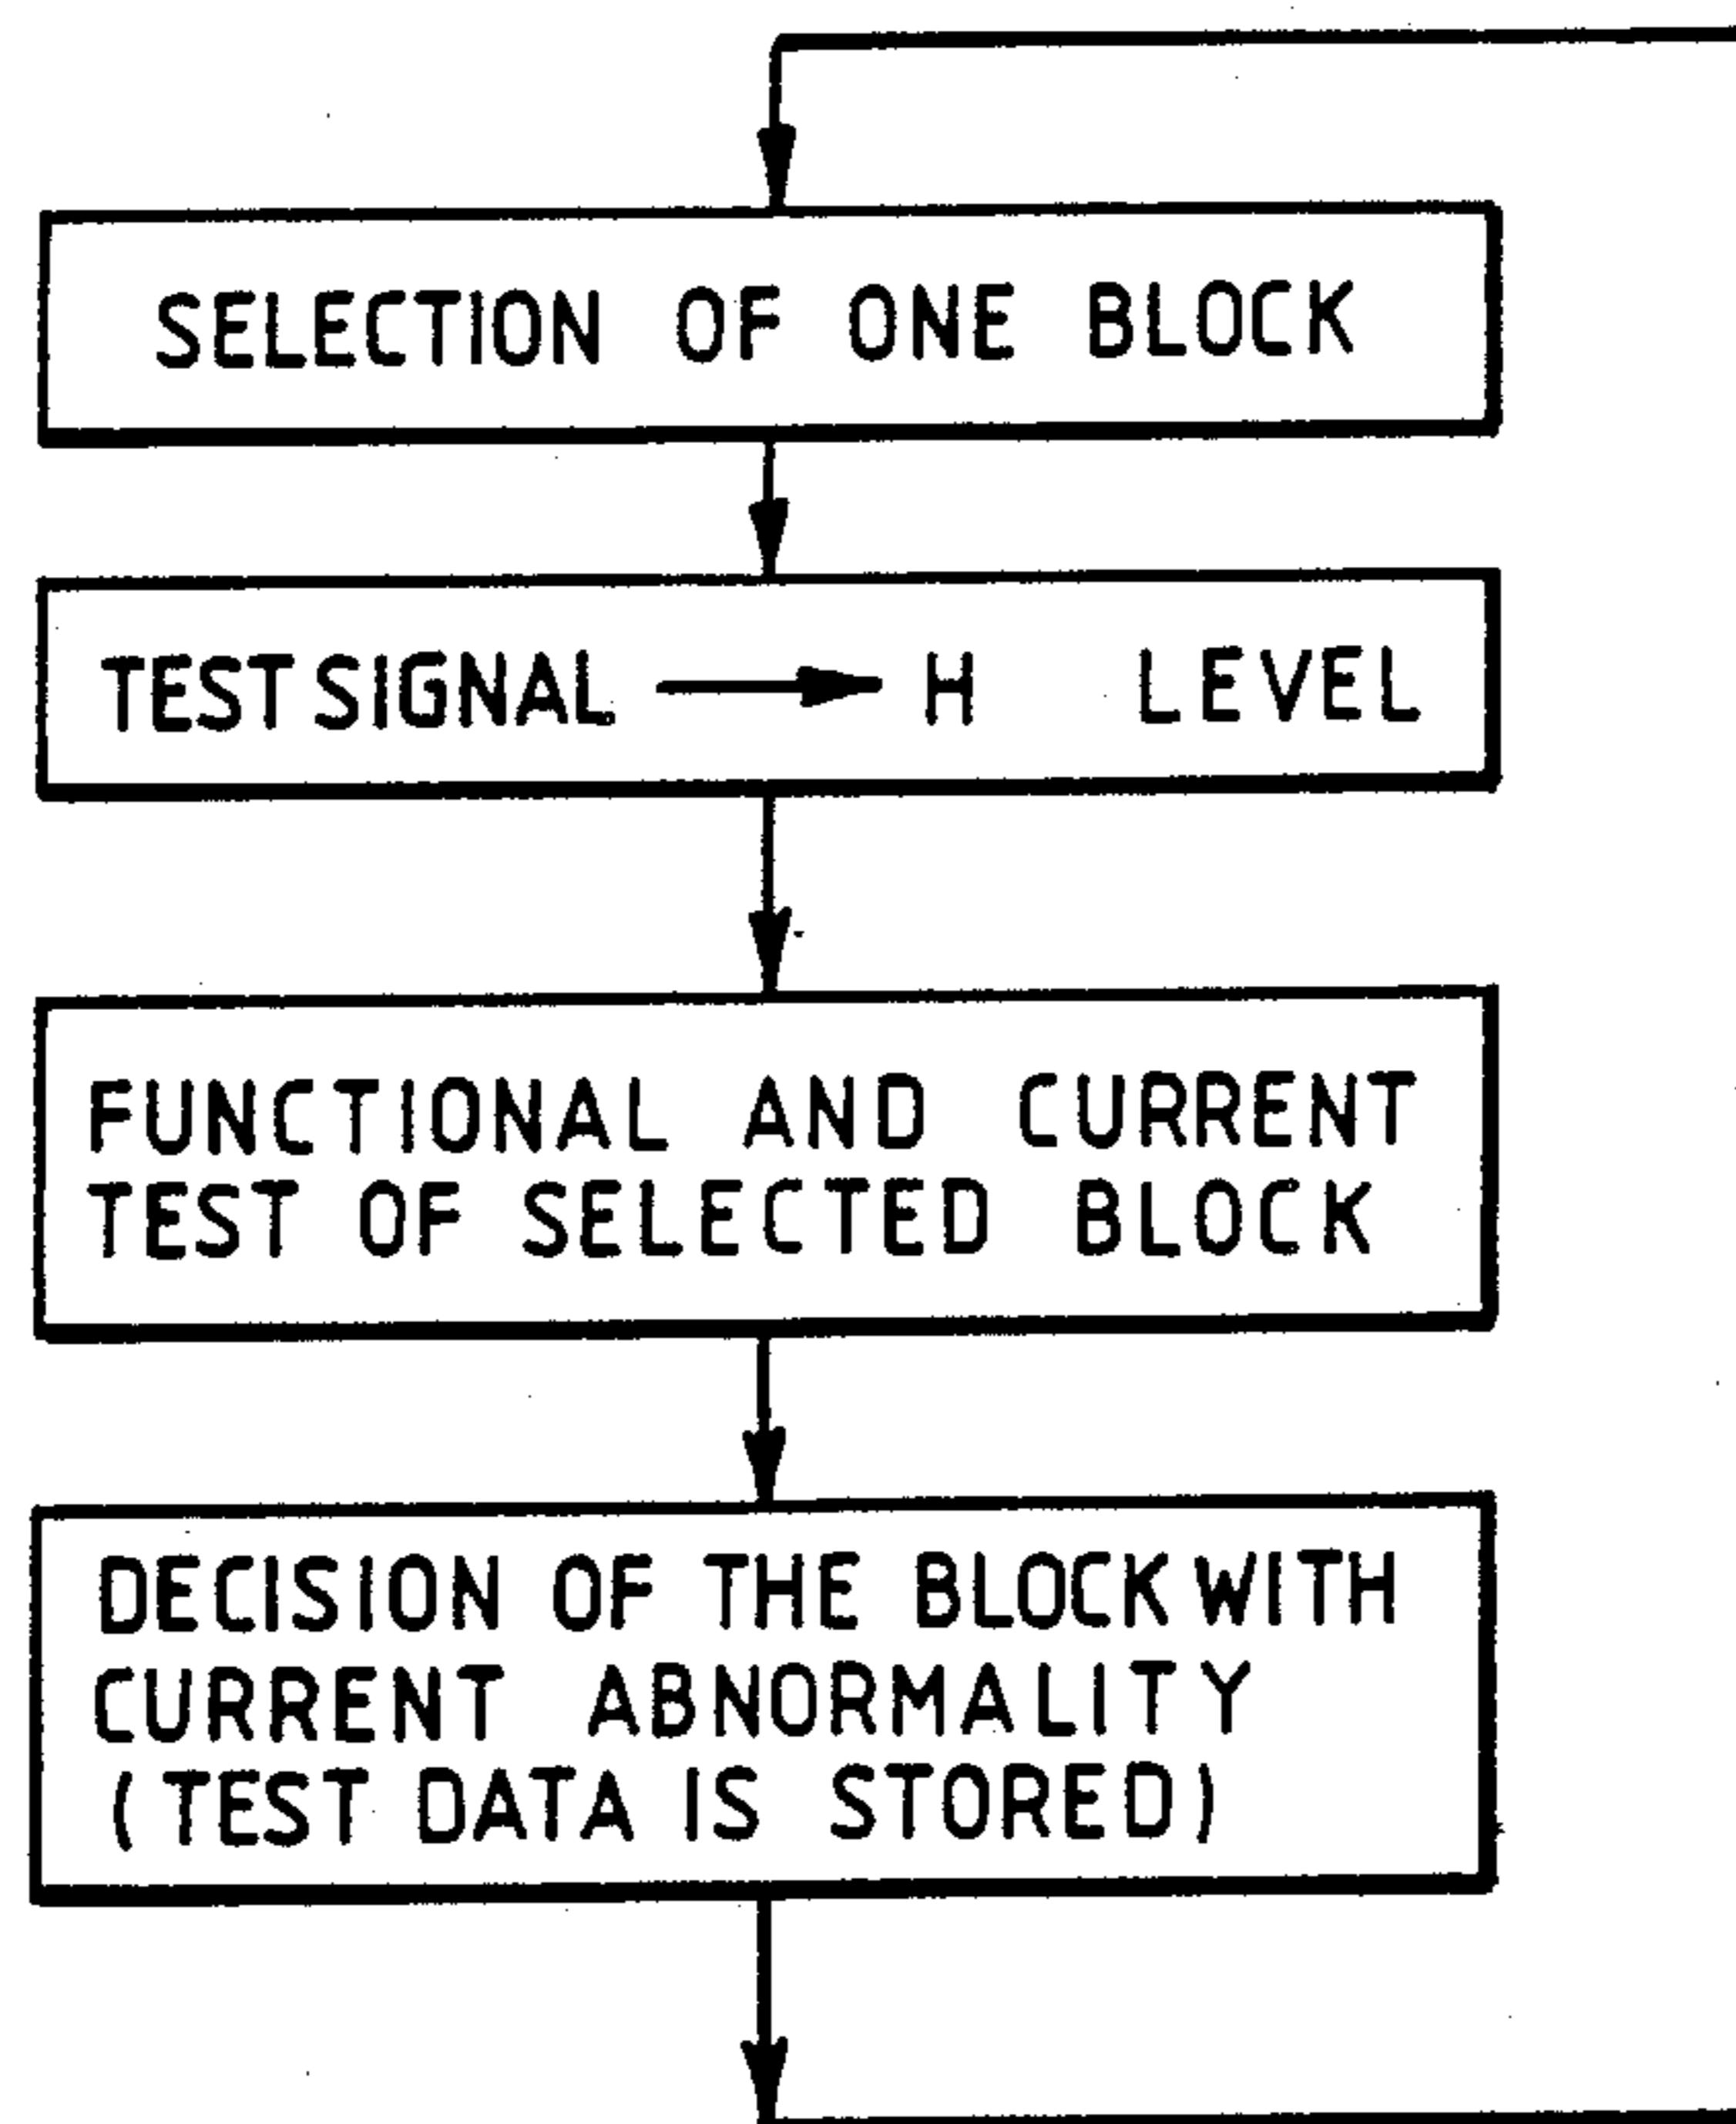 SELECTION OF ONE BLOCK
TEST SIGNAL → H LEVEL
FUNCTIONAL AND CURRENT
TEST OF SELECTED BLOCK
DECISION OF THE BLOCK WITH
CURRENT ABNORMALITY
(TEST DATA IS STORED)